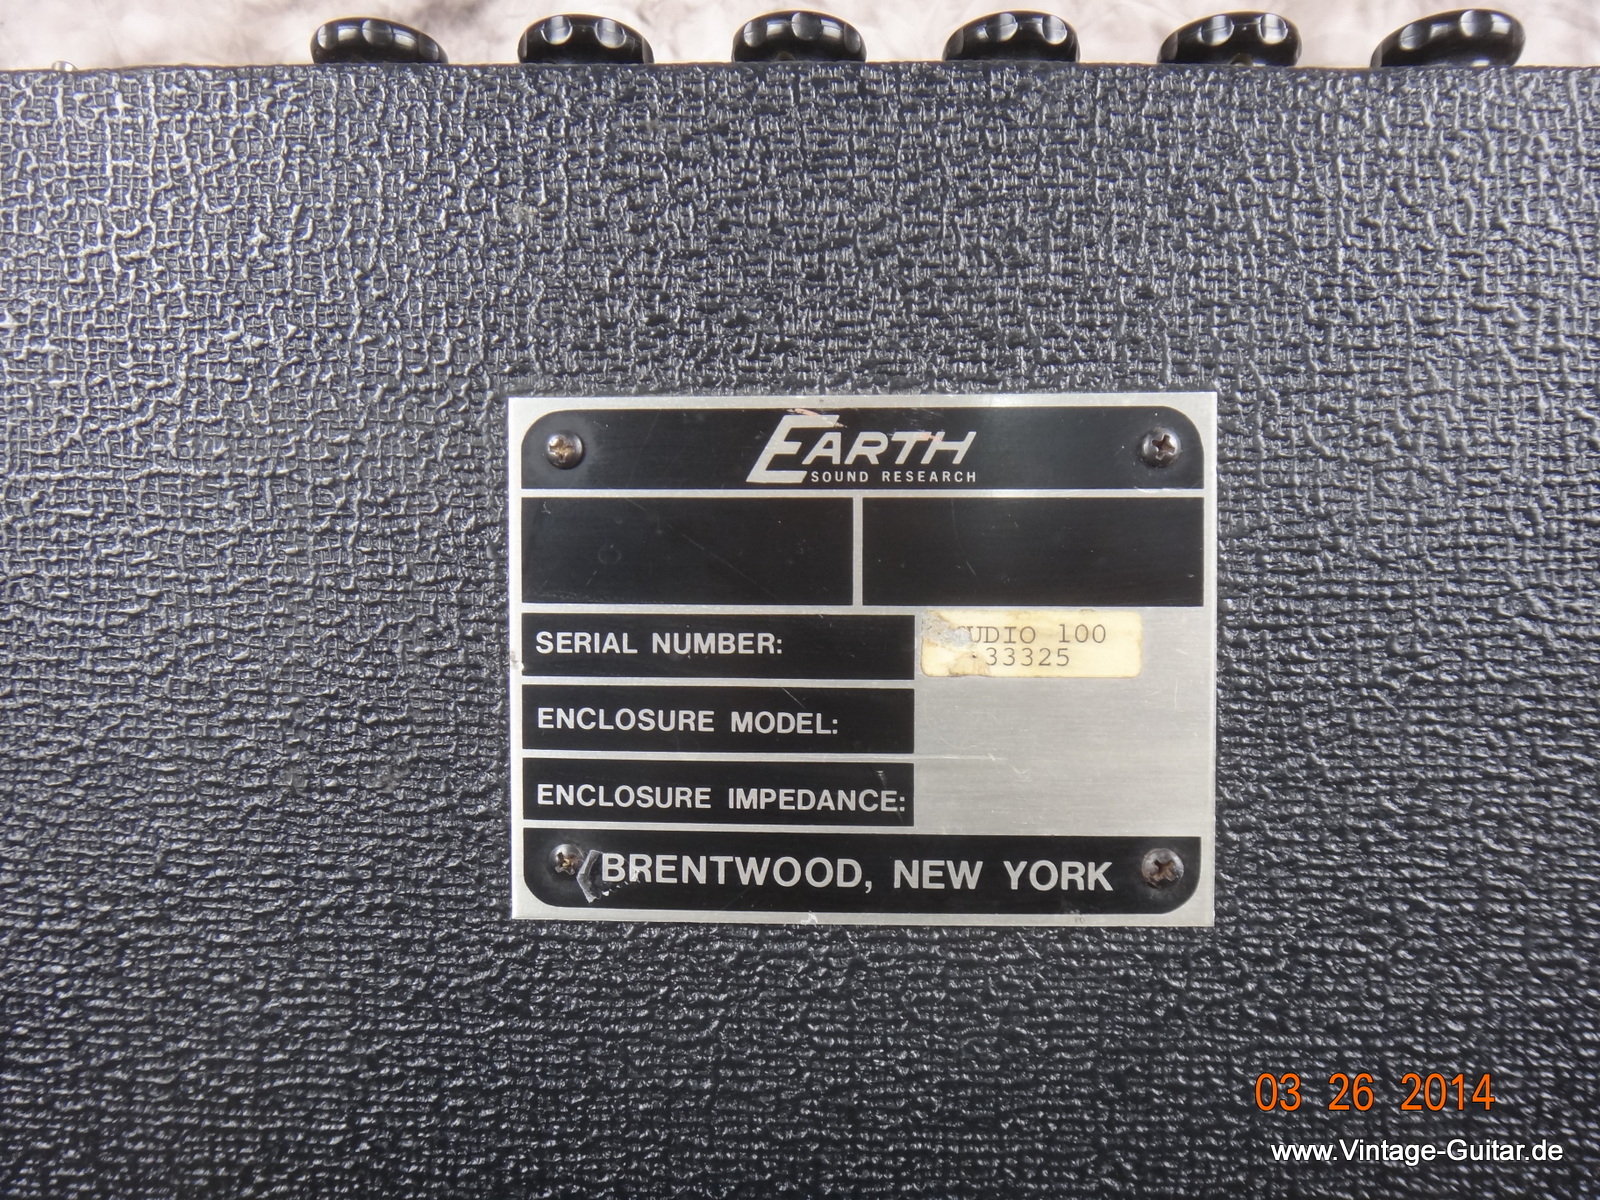 EARTH
SOUND RESEARCH
SERIAL NUMBER:
UDIO 100
33325
ENCLOSURE MODEL:
ENCLOSURE IMPEDANCE:
BRENTWOOD, NEW YORK
03 26 2014
www.Vintage-Guitar.de